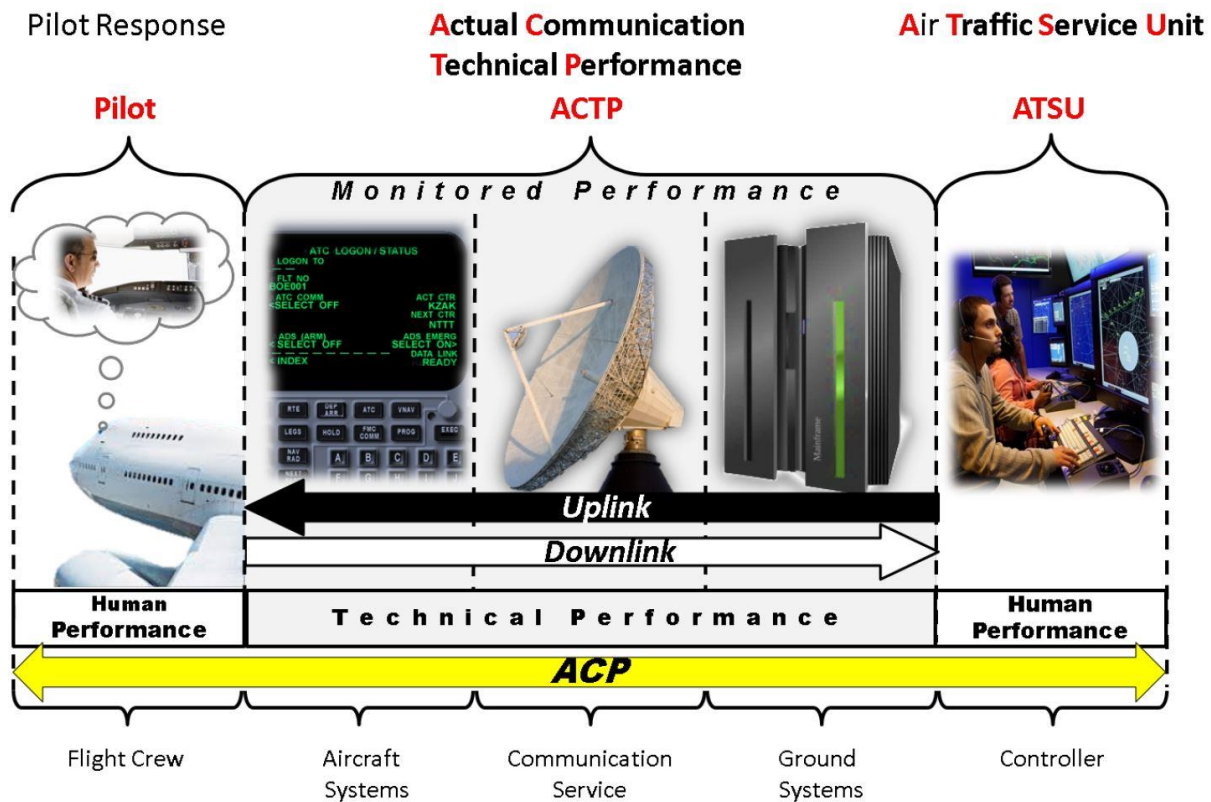 Pilot Response
Actual Communication
Technical Performance
Air Traffic Service Unit
Pilot
ACTP
ATSU
Monitored Performance
ATC LOGON / STATUS
LOGON TO
FLT NO
BOE001
ATC COMM
ACT CTR
<SELECT OFF
KZAK
NEXT CTR
NTTT
ADS (ARM)
ADS EMERG
<SELECT OFF
SELECT ON>
DATA LINK
<INDEX
READY
RTE
DEP ARR
ATC
VNAV
LEGS
HOLD
FMC COMM
PROG
EXEC
NAV RAD
A
B
C
D
E
Mainframe
Uplink
Downlink
Human
Performance
Technical Performance
Human
Performance
ACP
Flight Crew
Aircraft
Systems
Communication
Service
Ground
Systems
Controller